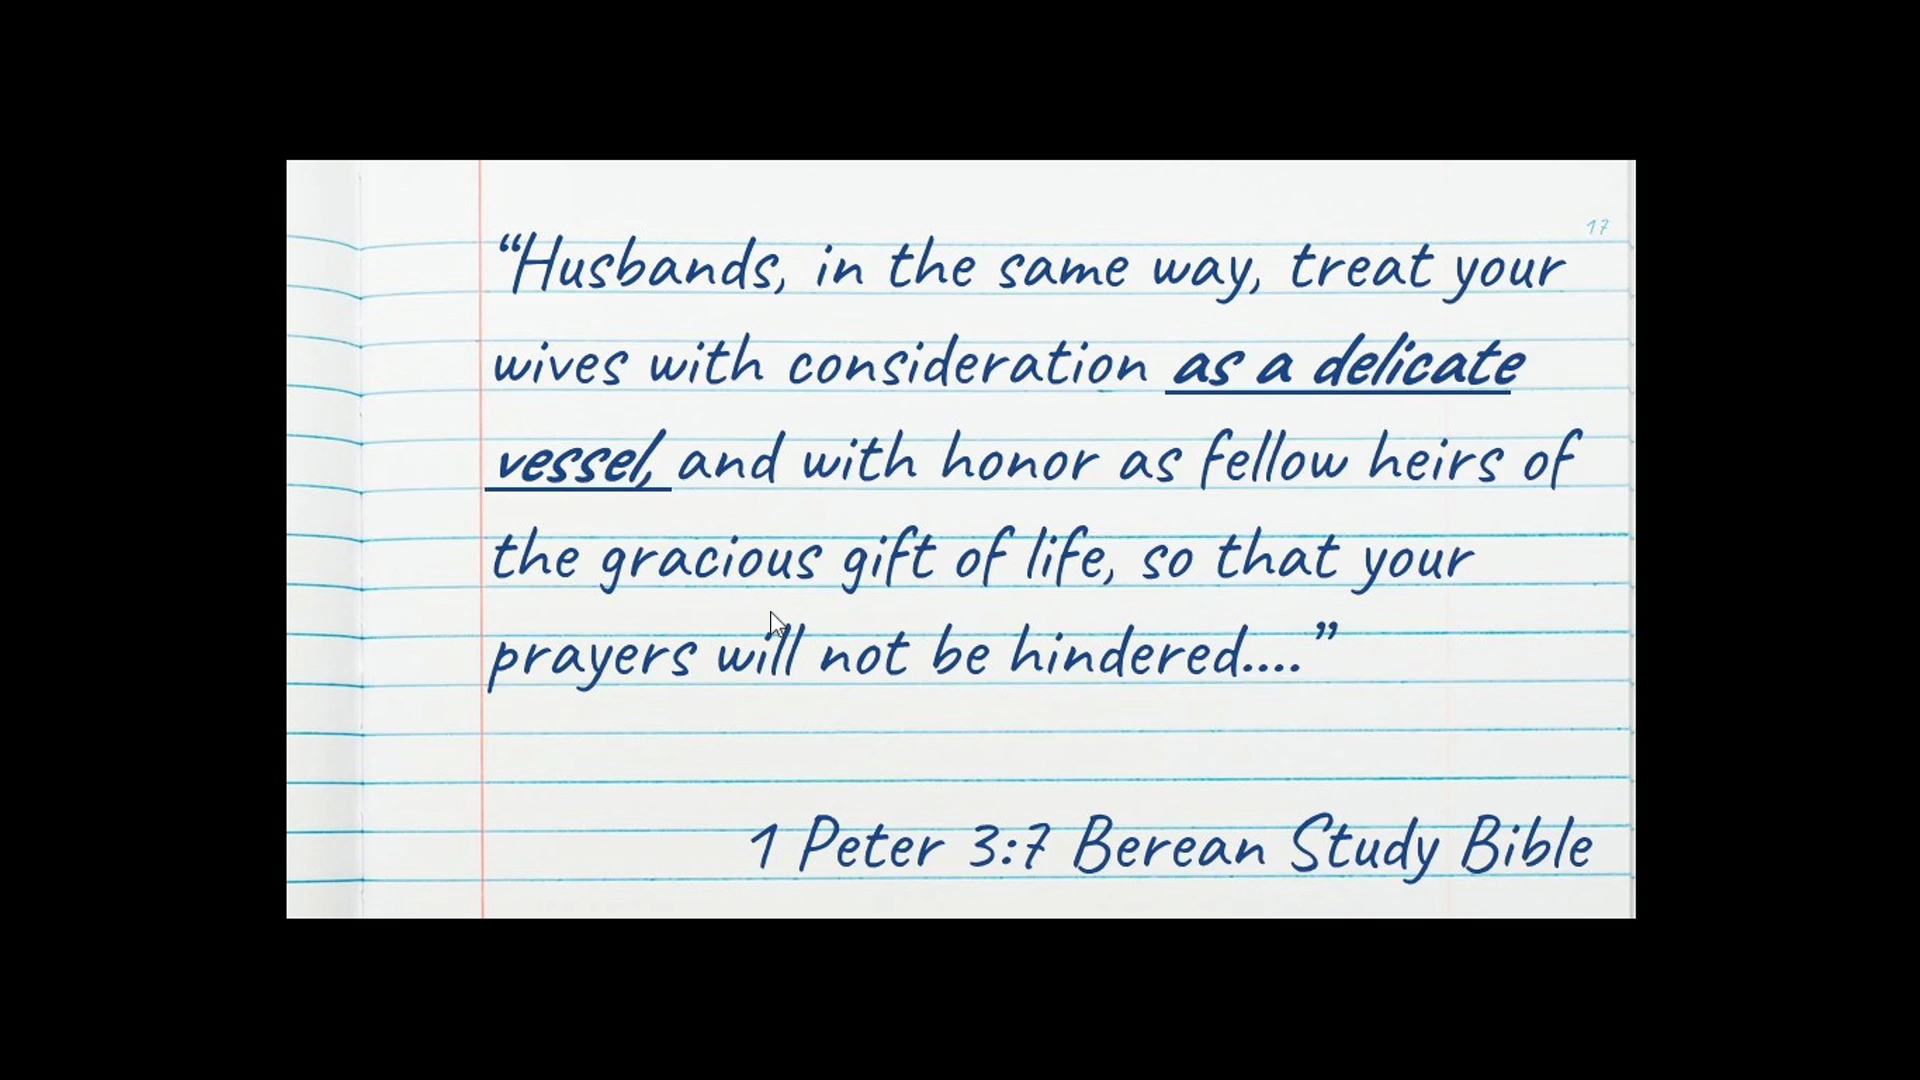 17
“Husbands, in the same way, treat your
wives with consideration as a delicate
vessel, and with honor as fellow heirs of
the gracious gift of life, so that your
prayers will not be hindered....”
1 Peter 3:7 Berean Study Bible